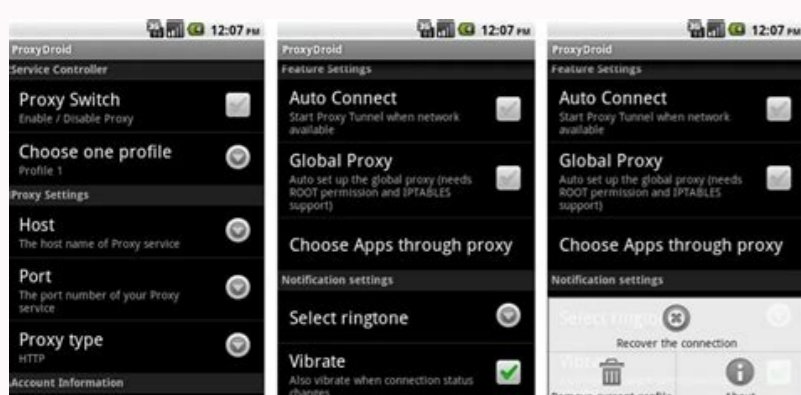 12:07 PM
ProxyDroid
Service Controller
Proxy Switch
Enable / Disable Proxy
Choose one profile
Profile 1
Proxy Settings
Host
The host name of Proxy service
Port
The port number of your Proxy
service
Proxy type
HTTP
Account Information
12:07 PM
ProxyDroid
Feature Settings
Auto Connect
Start Proxy Tunnel when network
available
Global Proxy
Auto set up the global proxy (needs
ROOT permission and IPTABLES
support)
Choose Apps through proxy
Notification settings
Select ringtone
Vibrate
Also vibrate when connection status
changes
12:07 PM
ProxyDroid
Feature Settings
Auto Connect
Start Proxy Tunnel when network
available
Global Proxy
Auto set up the global proxy (needs
ROOT permission and IPTABLES
support)
Choose Apps through proxy
Notification settings
Select ringtone
Recover the connection
Remove current profile
About